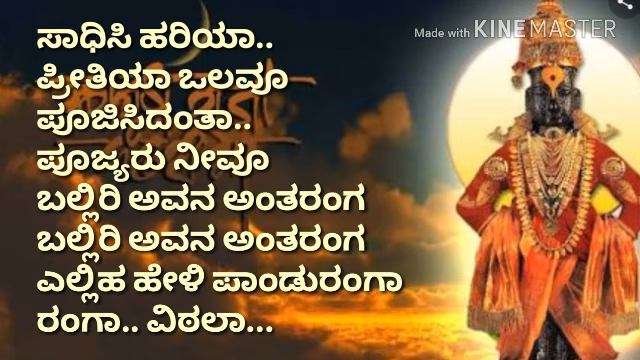 Made with KINEMASTER
ಸಾಧಿಸಿ ಹರಿಯಾ..
ಪ್ರೀತಿಯಾ ಒಲವೂ
ಪೂಜಿಸಿದಂತಾ..
ಪೂಜ್ಯರು ನೀವೂ
ಬಲ್ಲಿರಿ ಅವನ ಅಂತರಂಗ
ಬಲ್ಲಿರಿ ಅವನ ಅಂತರಂಗ
ಎಲ್ಲಿಹ ಹೇಳಿ ಪಾಂಡುರಂಗಾ
ರಂಗಾ.. ವಿಠಲಾ...